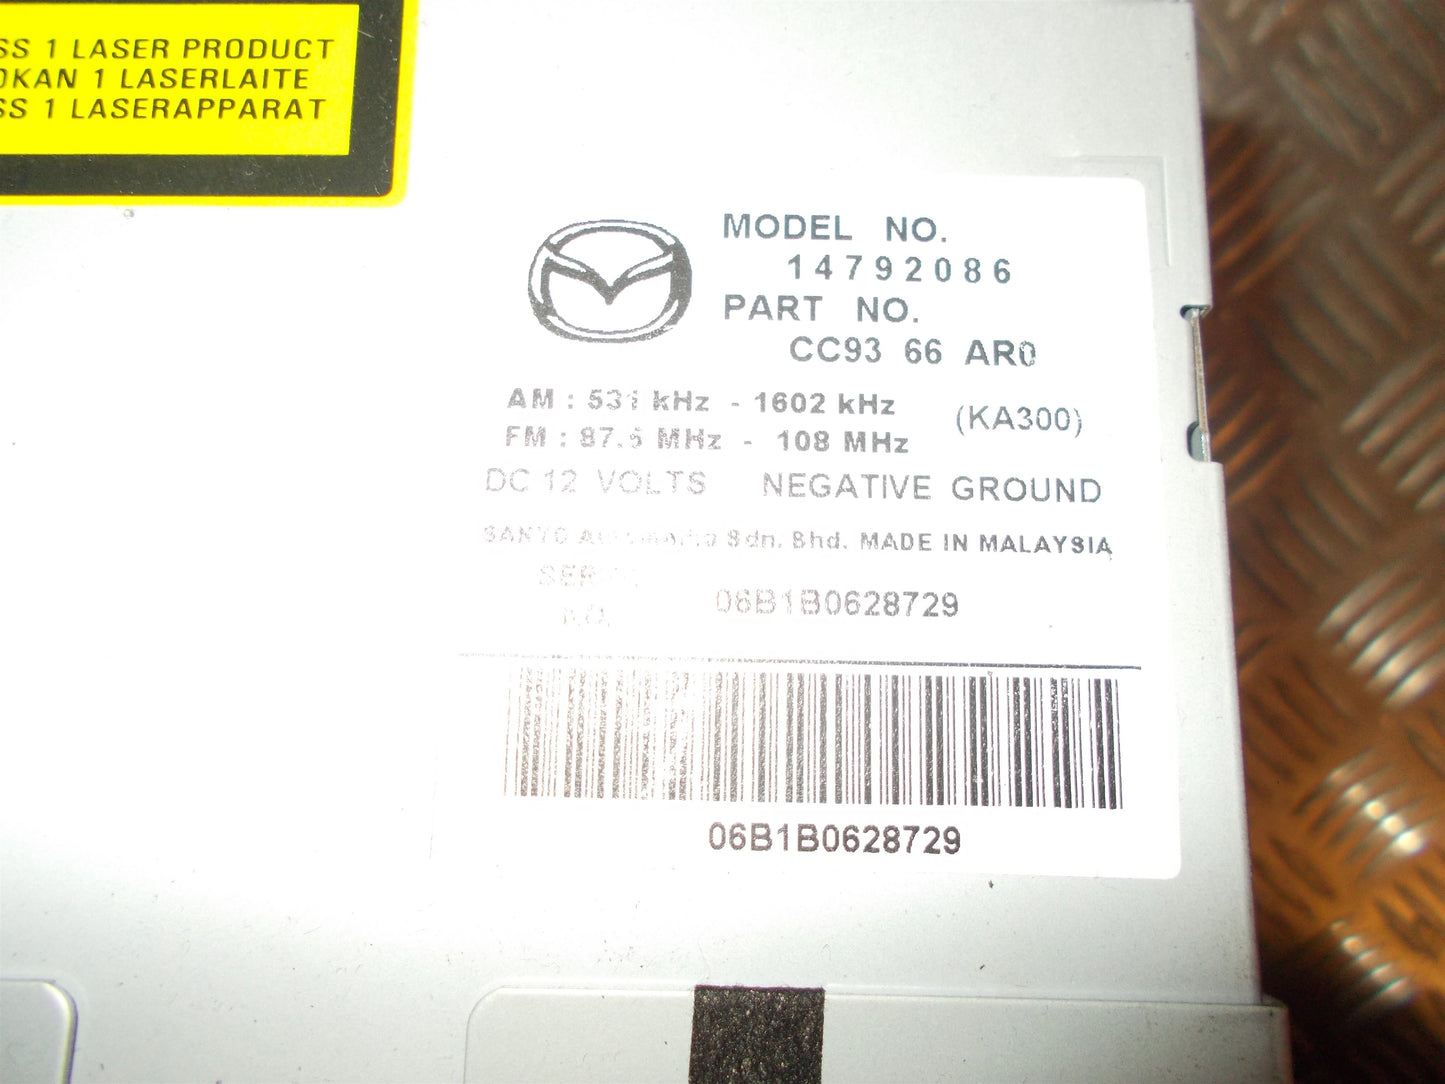 SS 1 LASER PRODUCT
OKAN 1 LASERLAITE
SS 1 LASERAPPARAT
MODEL NO.
14792086
PART NO.
CC93 66 AR0
AM : 531 kHz - 1602 kHz (KA300)
FM : 87.5 MHz - 108 MHz
DC 12 VOLTS NEGATIVE GROUND
SANYO Sdn. Bhd. MADE IN MALAYSIA
06B1B0628729
06B1B0628729